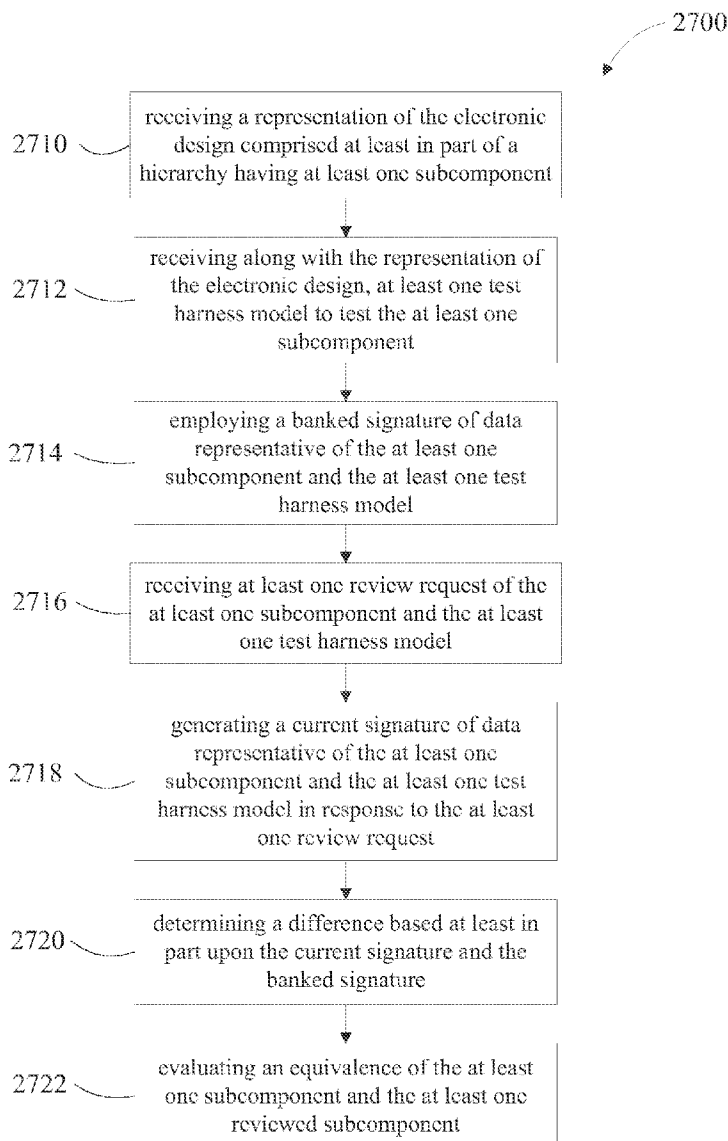 2700
2710
receiving a representation of the electronic
design comprised at least in part of a
hierarchy having at least one subcomponent
2712
receiving along with the representation of
the electronic design, at least one test
harness model to test the at least one
subcomponent
2714
employing a banked signature of data
representative of the at least one
subcomponent and the at least one test
harness model
2716
receiving at least one review request of the
at least one subcomponent and the at least
one test harness model
2718
generating a current signature of data
representative of the at least one
subcomponent and the at least one test
harness model in response to the at least
one review request
2720
determining a difference based at least in
part upon the current signature and the
banked signature
2722
evaluating an equivalence of the at least
one subcomponent and the at least one
reviewed subcomponent